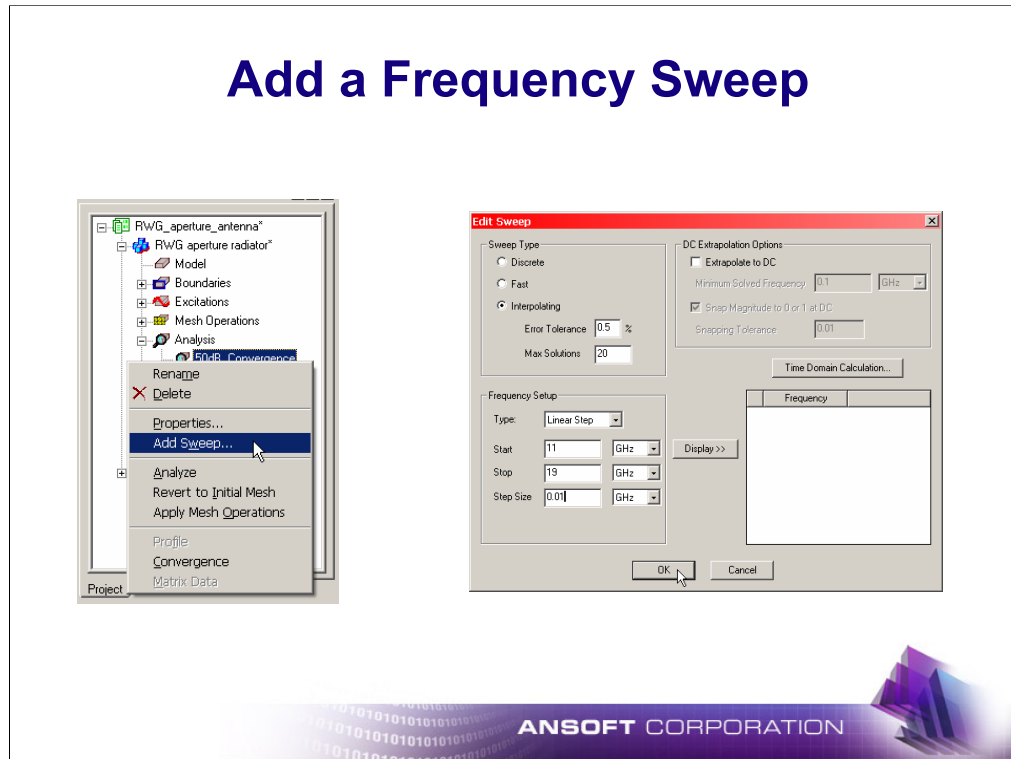 Add a Frequency Sweep
RWG_aperture_antenna*
RWG aperture radiator*
Model
Boundaries
Excitations
Mesh Operations
Analysis
50dB_Convergence
Rename
Delete
Properties...
Add Sweep...
Analyze
Revert to Initial Mesh
Apply Mesh Operations
Profile
Convergence
Matrix Data
Project
Edit Sweep
Sweep Type
Discrete
Fast
Interpolating
Error Tolerance 0.5 %
Max Solutions 20
DC Extrapolation Options
Extrapolate to DC
Minimum Solved Frequency 0.1 GHz
Snap Magnitude to 0 or 1 at DC
Snapping Tolerance 0.01
Time Domain Calculation...
Frequency Setup
Type: Linear Step
Start 11 GHz
Stop 19 GHz
Step Size 0.01 GHz
Display >>
Frequency
OK Cancel
ANSOFT CORPORATION